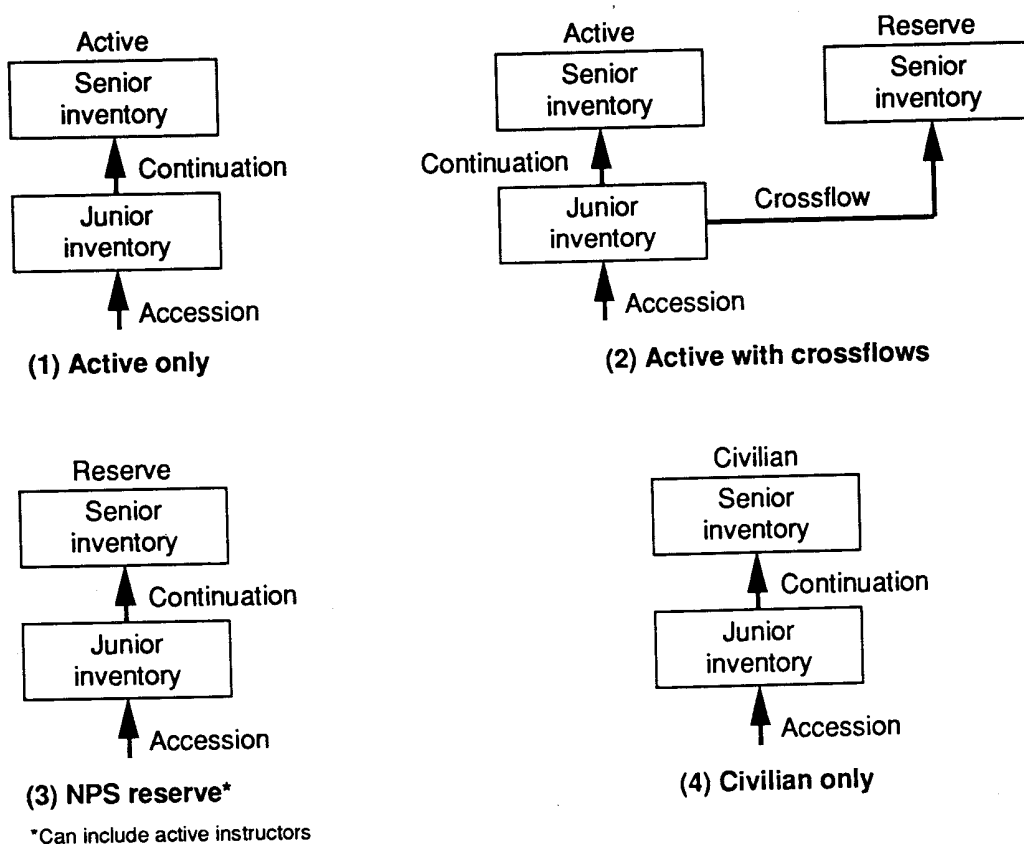 Active
Senior
inventory
Continuation
Junior
inventory
Accession
(1) Active only
Active
Reserve
Senior
inventory
Senior
inventory
Continuation
Junior
inventory
Crossflow
Accession
(2) Active with crossflows
Reserve
Senior
inventory
Continuation
Junior
inventory
Accession
(3) NPS reserve*
*Can include active instructors
Civilian
Senior
inventory
Continuation
Junior
inventory
Accession
(4) Civilian only